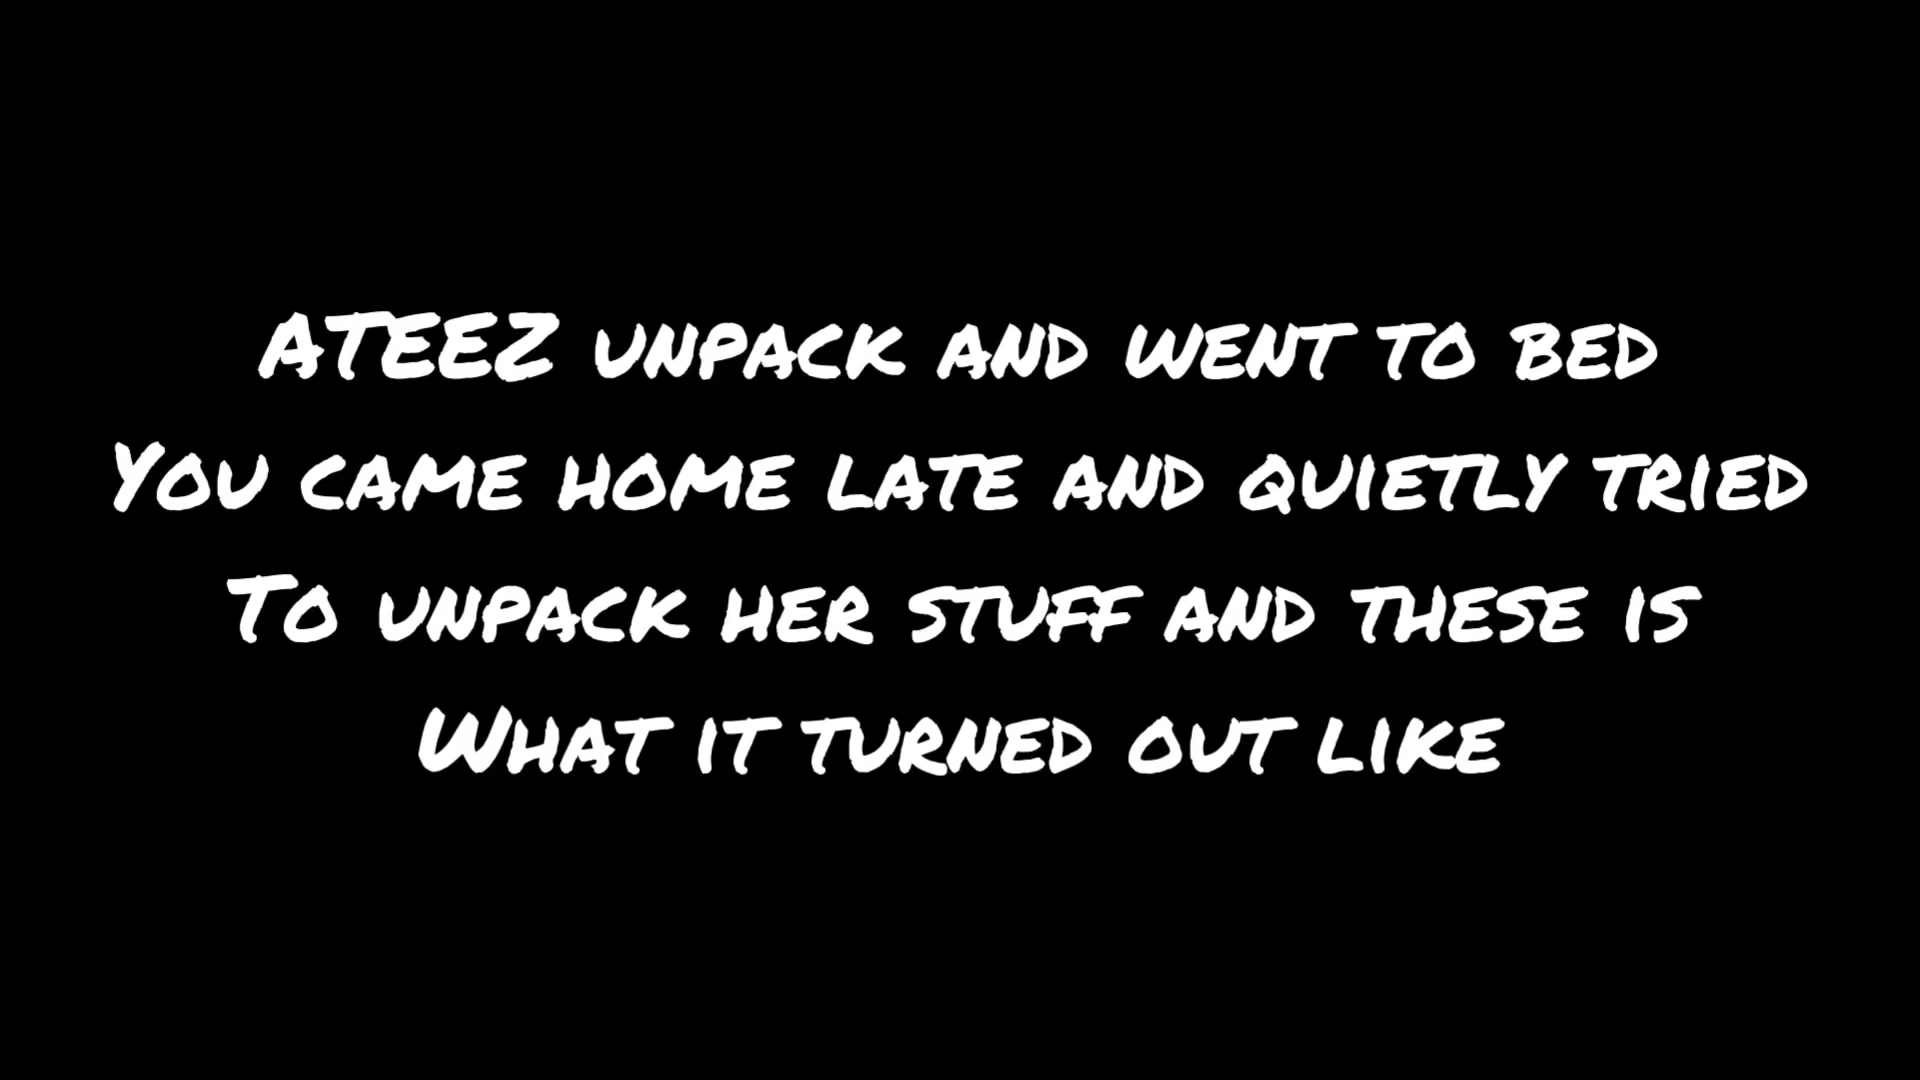 ATEEZ unpack and went to bed
You came home late and quietly tried
To unpack her stuff and these is
What it turned out like